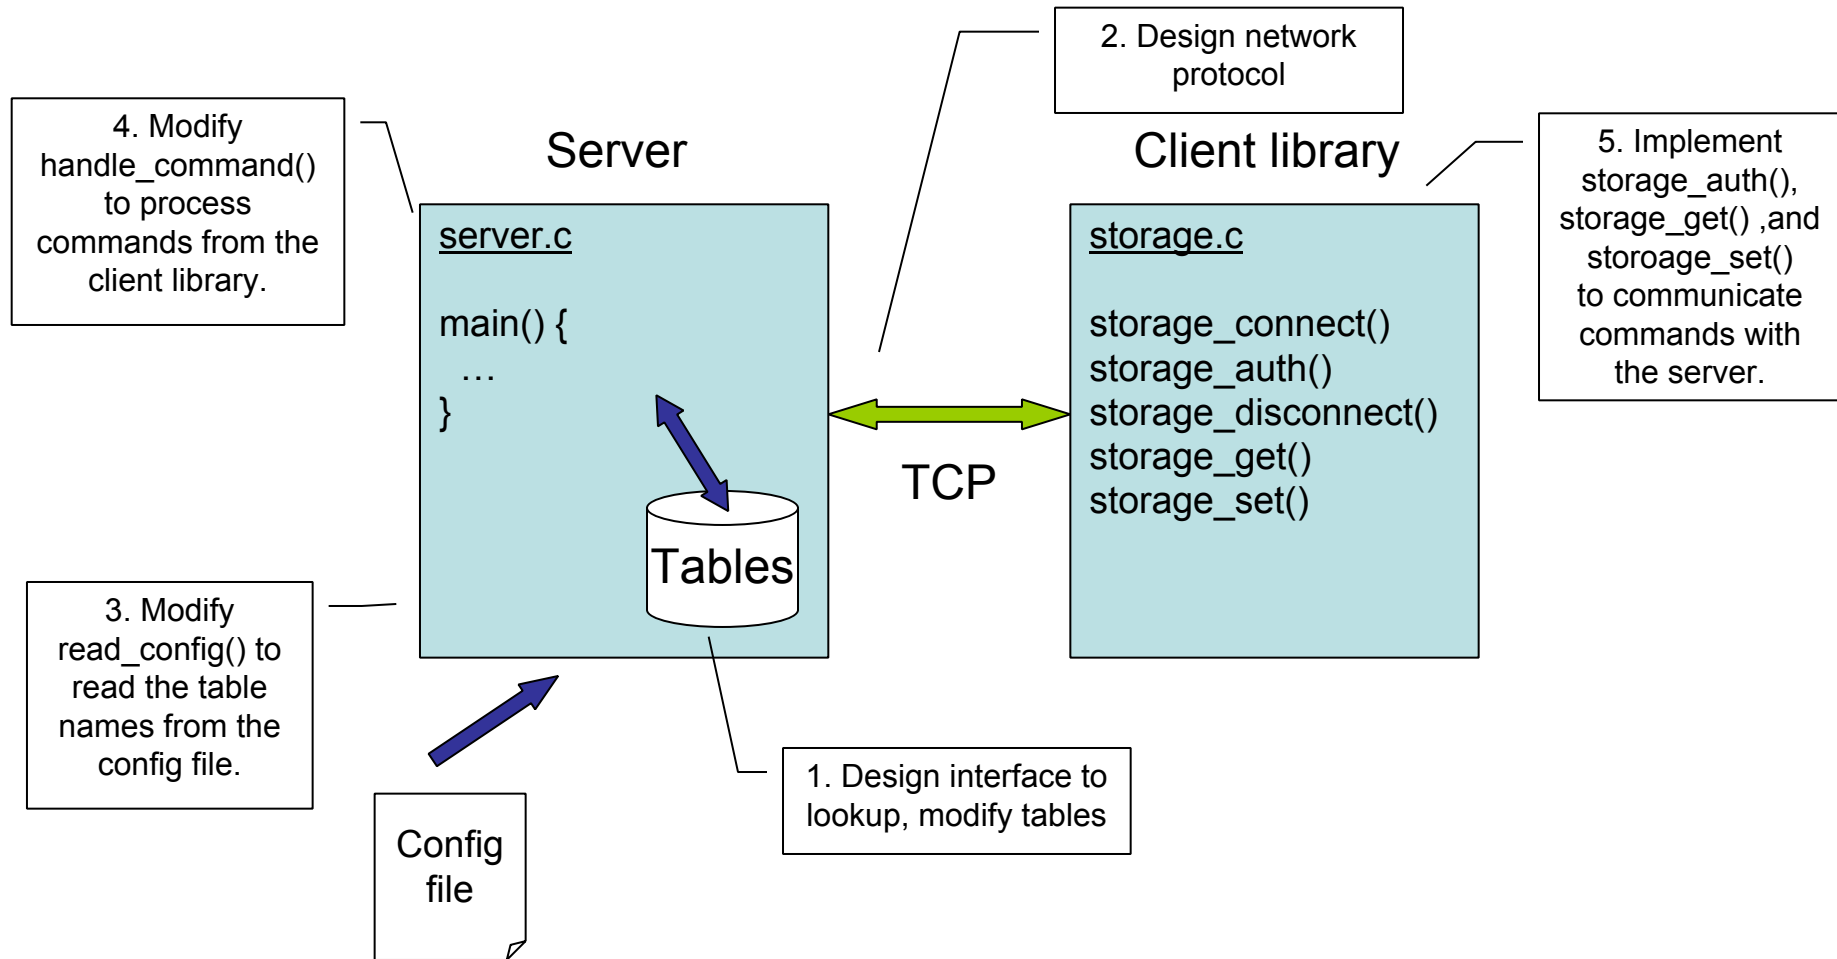 2. Design network
protocol
4. Modify
handle_command()
to process
commands from the
client library.
Server
Client library
5. Implement
storage_auth(),
storage_get() ,and
storoage_set()
to communicate
commands with
the server.
server.c
main() {
…
}
Tables
TCP
storage.c
storage_connect()
storage_auth()
storage_disconnect()
storage_get()
storage_set()
3. Modify
read_config() to
read the table
names from the
config file.
1. Design interface to
lookup, modify tables
Config
file